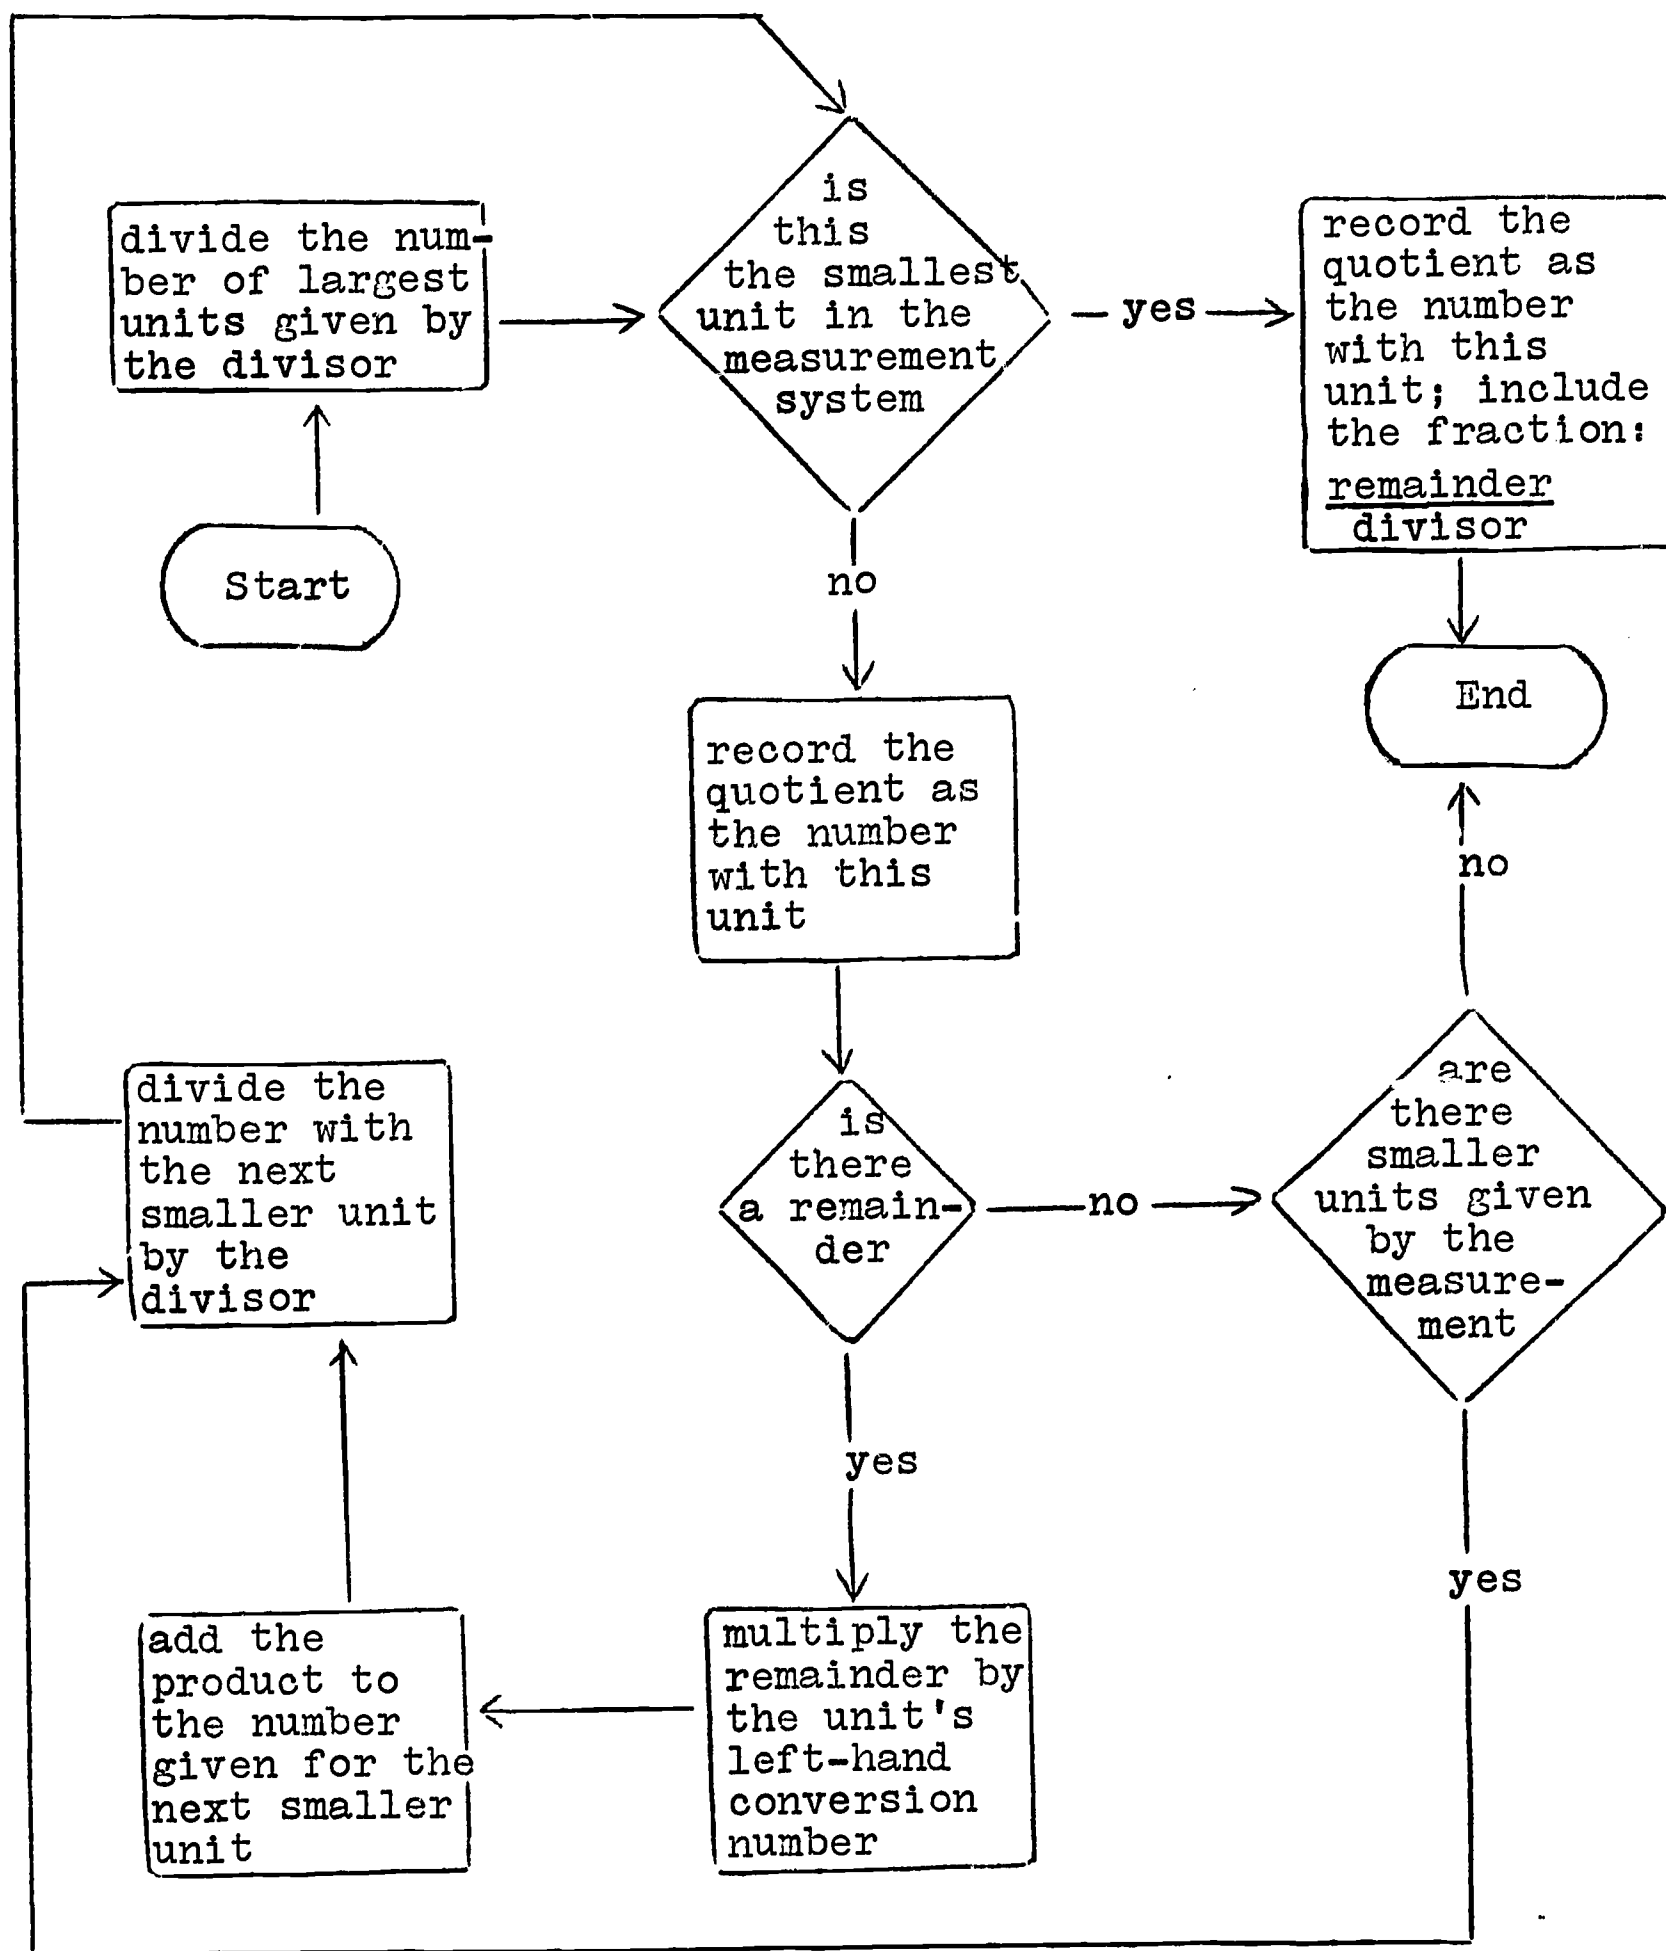 Start
divide the num-
ber of largest
units given by
the divisor
is
this
the smallest
unit in the
measurement
system
yes
record the
quotient as
the number
with this
unit; include
the fraction:
remainder
divisor
End
no
record the
quotient as
the number
with this
unit
is
there
a remain-
der
no
are
there
smaller
units given
by the
measure-
ment
no
yes
yes
multiply the
remainder by
the unit's
left-hand
conversion
number
add the
product to
the number
given for the
next smaller
unit
divide the
number with
the next
smaller unit
by the
divisor